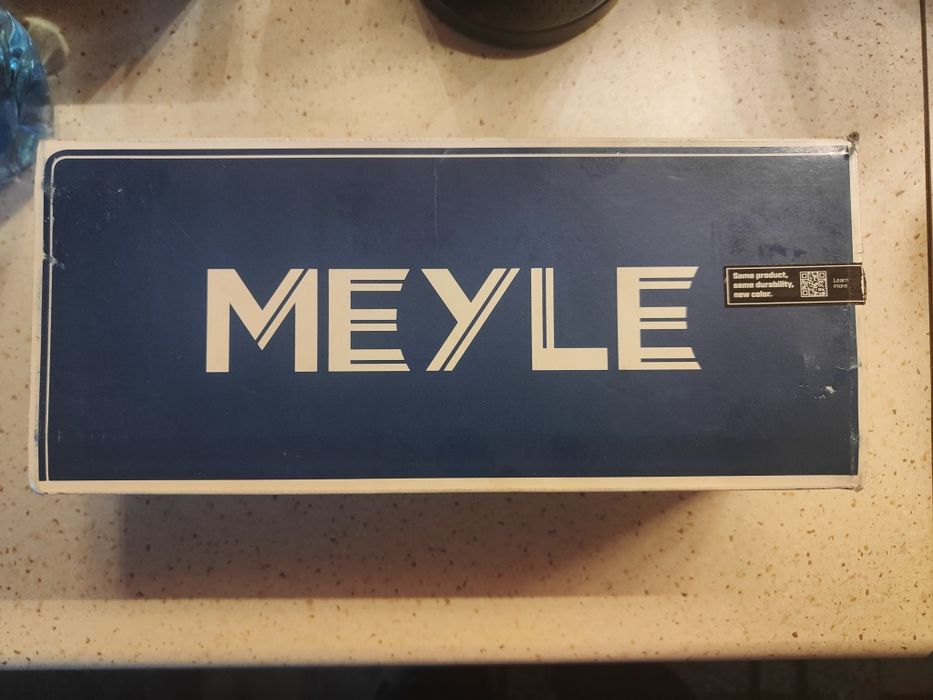 MEYLE
Same product,
same durability,
new color.
Learn
more